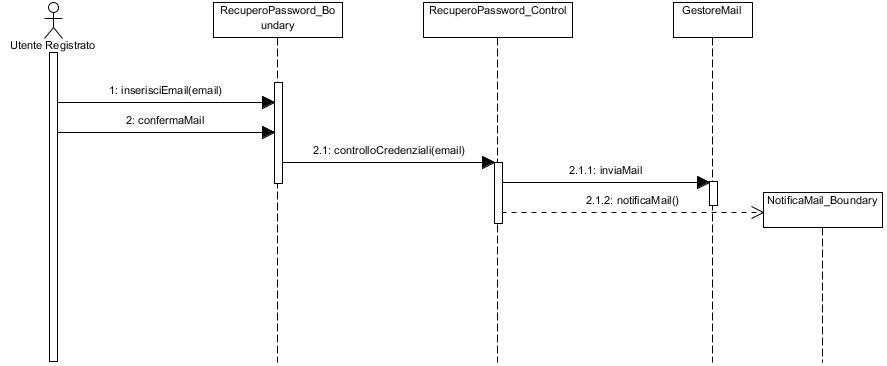 Utente Registrato
RecuperoPassword_Bo
undary
RecuperoPassword_Control
GestoreMail
1: inserisciEmail(email)
2: confermaMail
2.1: controlloCredenziali(email)
2.1.1: inviaMail
2.1.2: notificaMail()
NotificaMail_Boundary